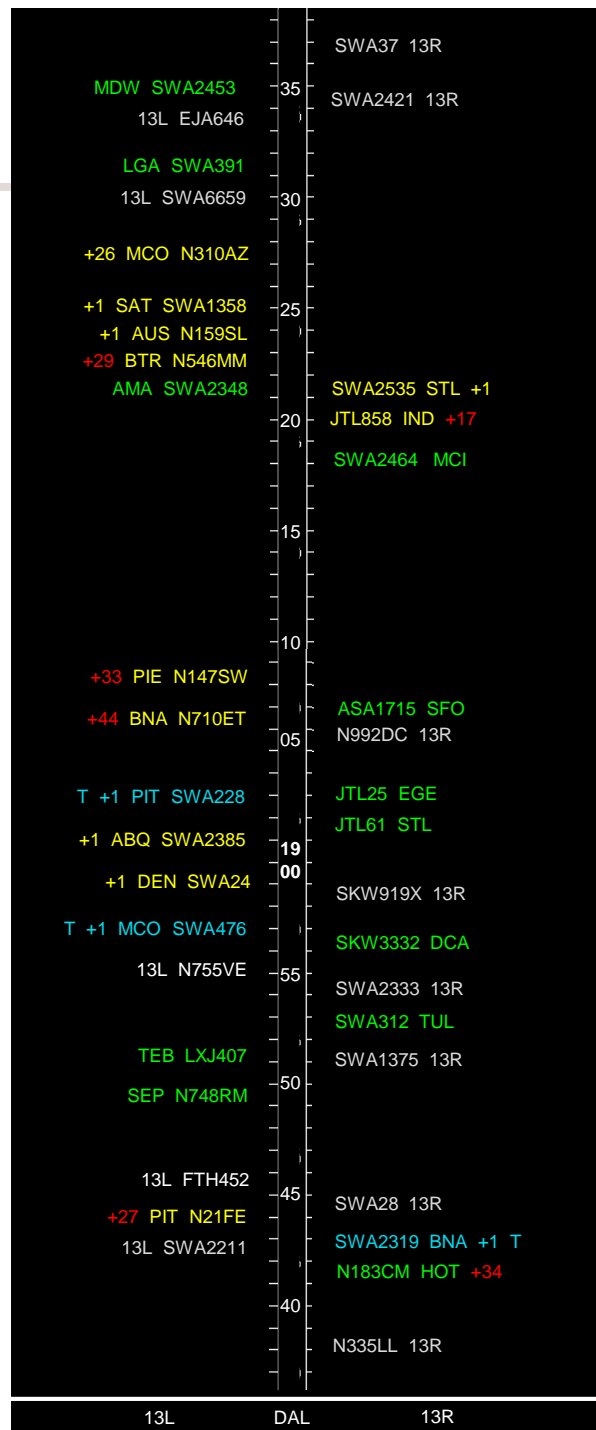 SWA37 13R
MDW SWA2453
35
SWA2421 13R
13L EJA646
LGA SWA391
13L SWA6659
30
+26 MCO N310AZ
+1 SAT SWA1358
25
+1 AUS N159SL
+29 BTR N546MM
AMA SWA2348
SWA2535 STL +1
20
JTL858 IND +17
SWA2464 MCI
15
10
+33 PIE N147SW
ASA1715 SFO
+44 BNA N710ET
05
N992DC 13R
T +1 PIT SWA228
JTL25 EGE
JTL61 STL
+1 ABQ SWA2385
19
00
+1 DEN SWA24
SKW919X 13R
T +1 MCO SWA476
SKW3332 DCA
13L N755VE
55
SWA2333 13R
SWA312 TUL
TEB LXJ407
SWA1375 13R
50
SEP N748RM
13L FTH452
45
SWA28 13R
+27 PIT N21FE
13L SWA2211
SWA2319 BNA +1 T
N183CM HOT +34
40
N335LL 13R
13L DAL 13R